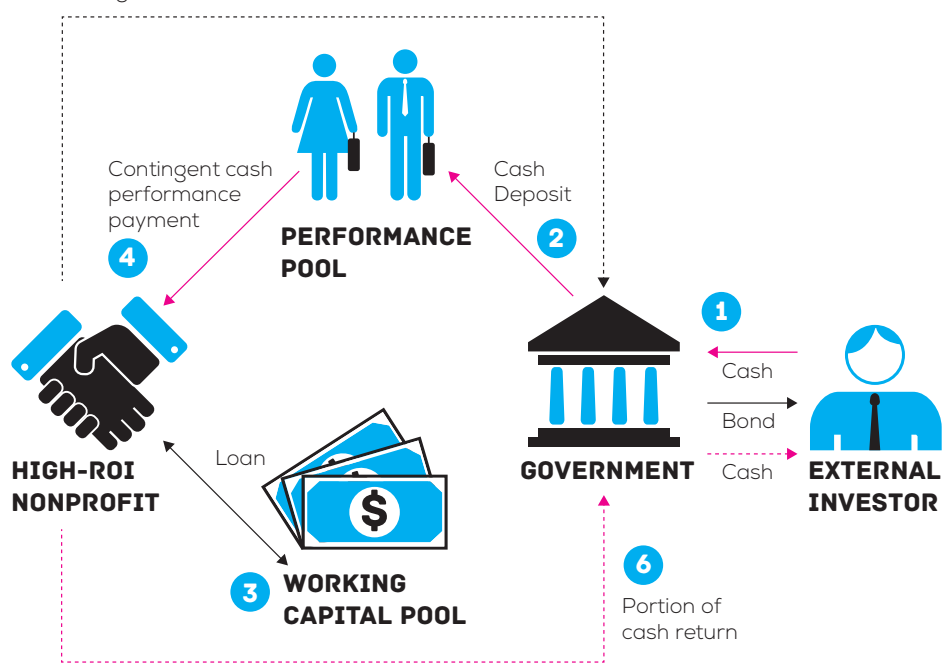 Contingent cash
performance
payment
4
Cash
Deposit
2
PERFORMANCE
POOL
1
Cash
Bond
Cash
HIGH-ROI
NONPROFIT
Loan
$
GOVERNMENT
EXTERNAL
INVESTOR
3
WORKING
CAPITAL POOL
6
Portion of
cash return